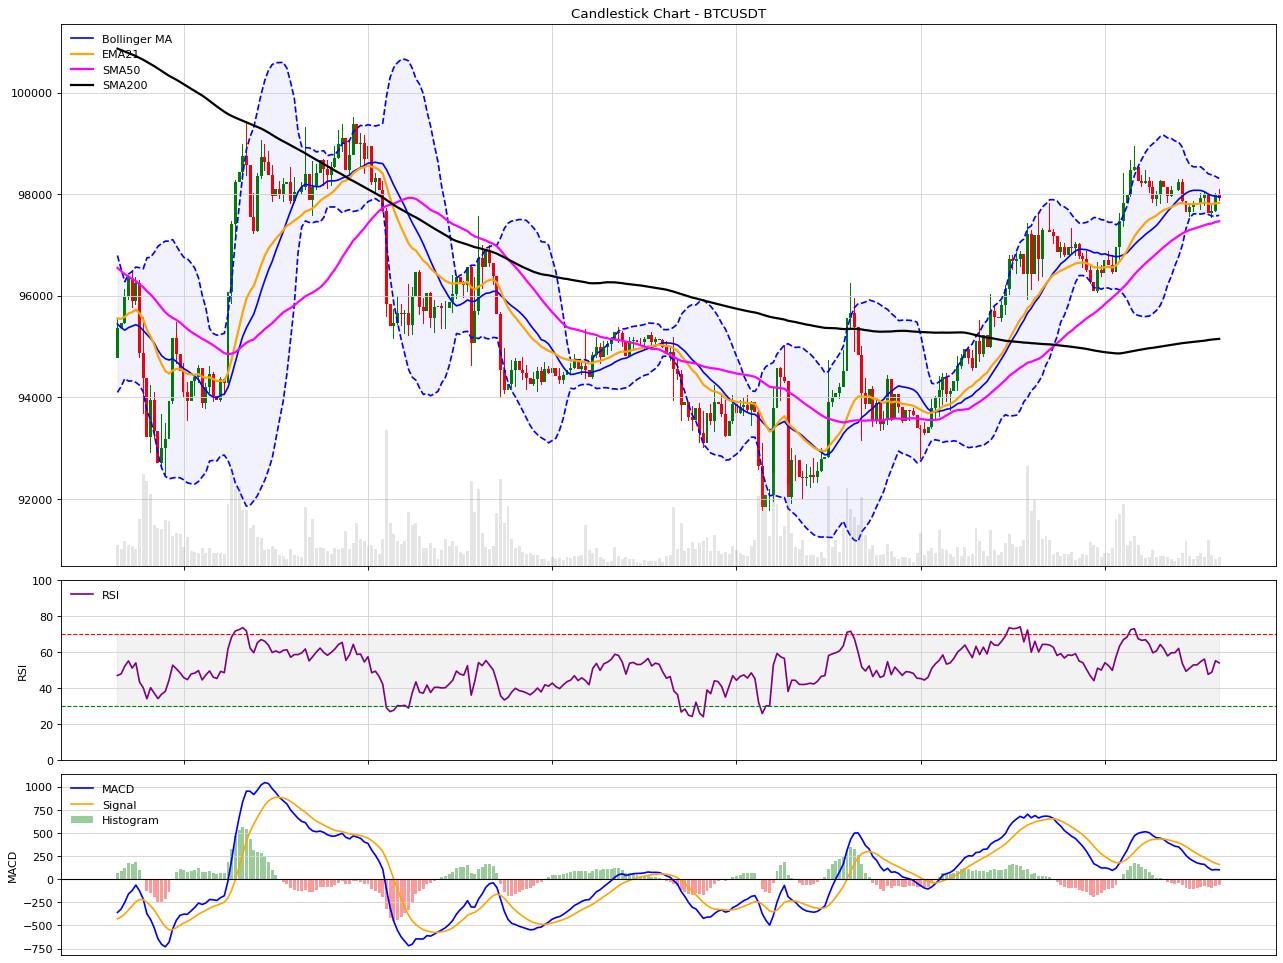 Candlestick Chart - BTCUSDT
Bollinger MA
EMA21
SMA50
SMA200
100000
98000
96000
94000
92000
RSI
100
80
60
40
20
0
RSI
MACD
Signal
Histogram
1000
750
500
250
0
−250
−500
−750
MACD